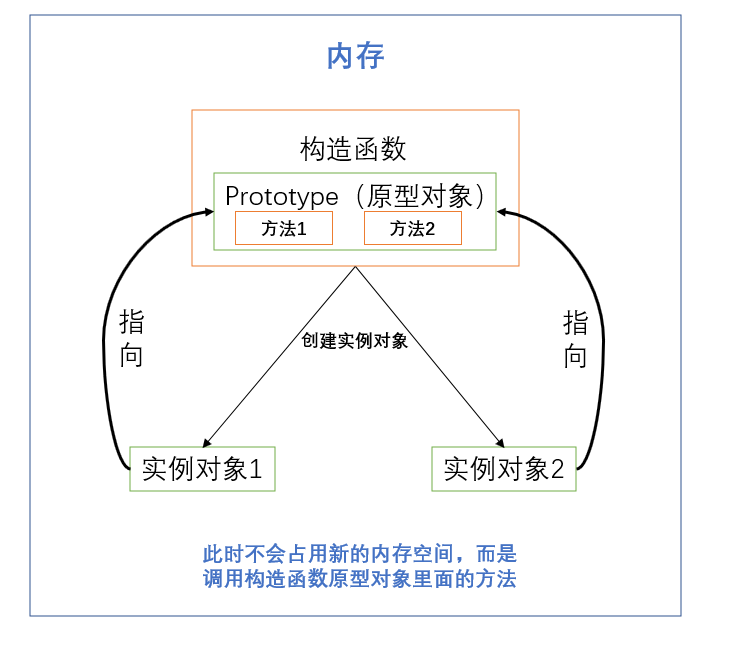 内存
构造函数
Prototype（原型对象）
方法1
方法2
指
向
创建实例对象
指
向
实例对象1
实例对象2
此时不会占用新的内存空间，而是
调用构造函数原型对象里面的方法